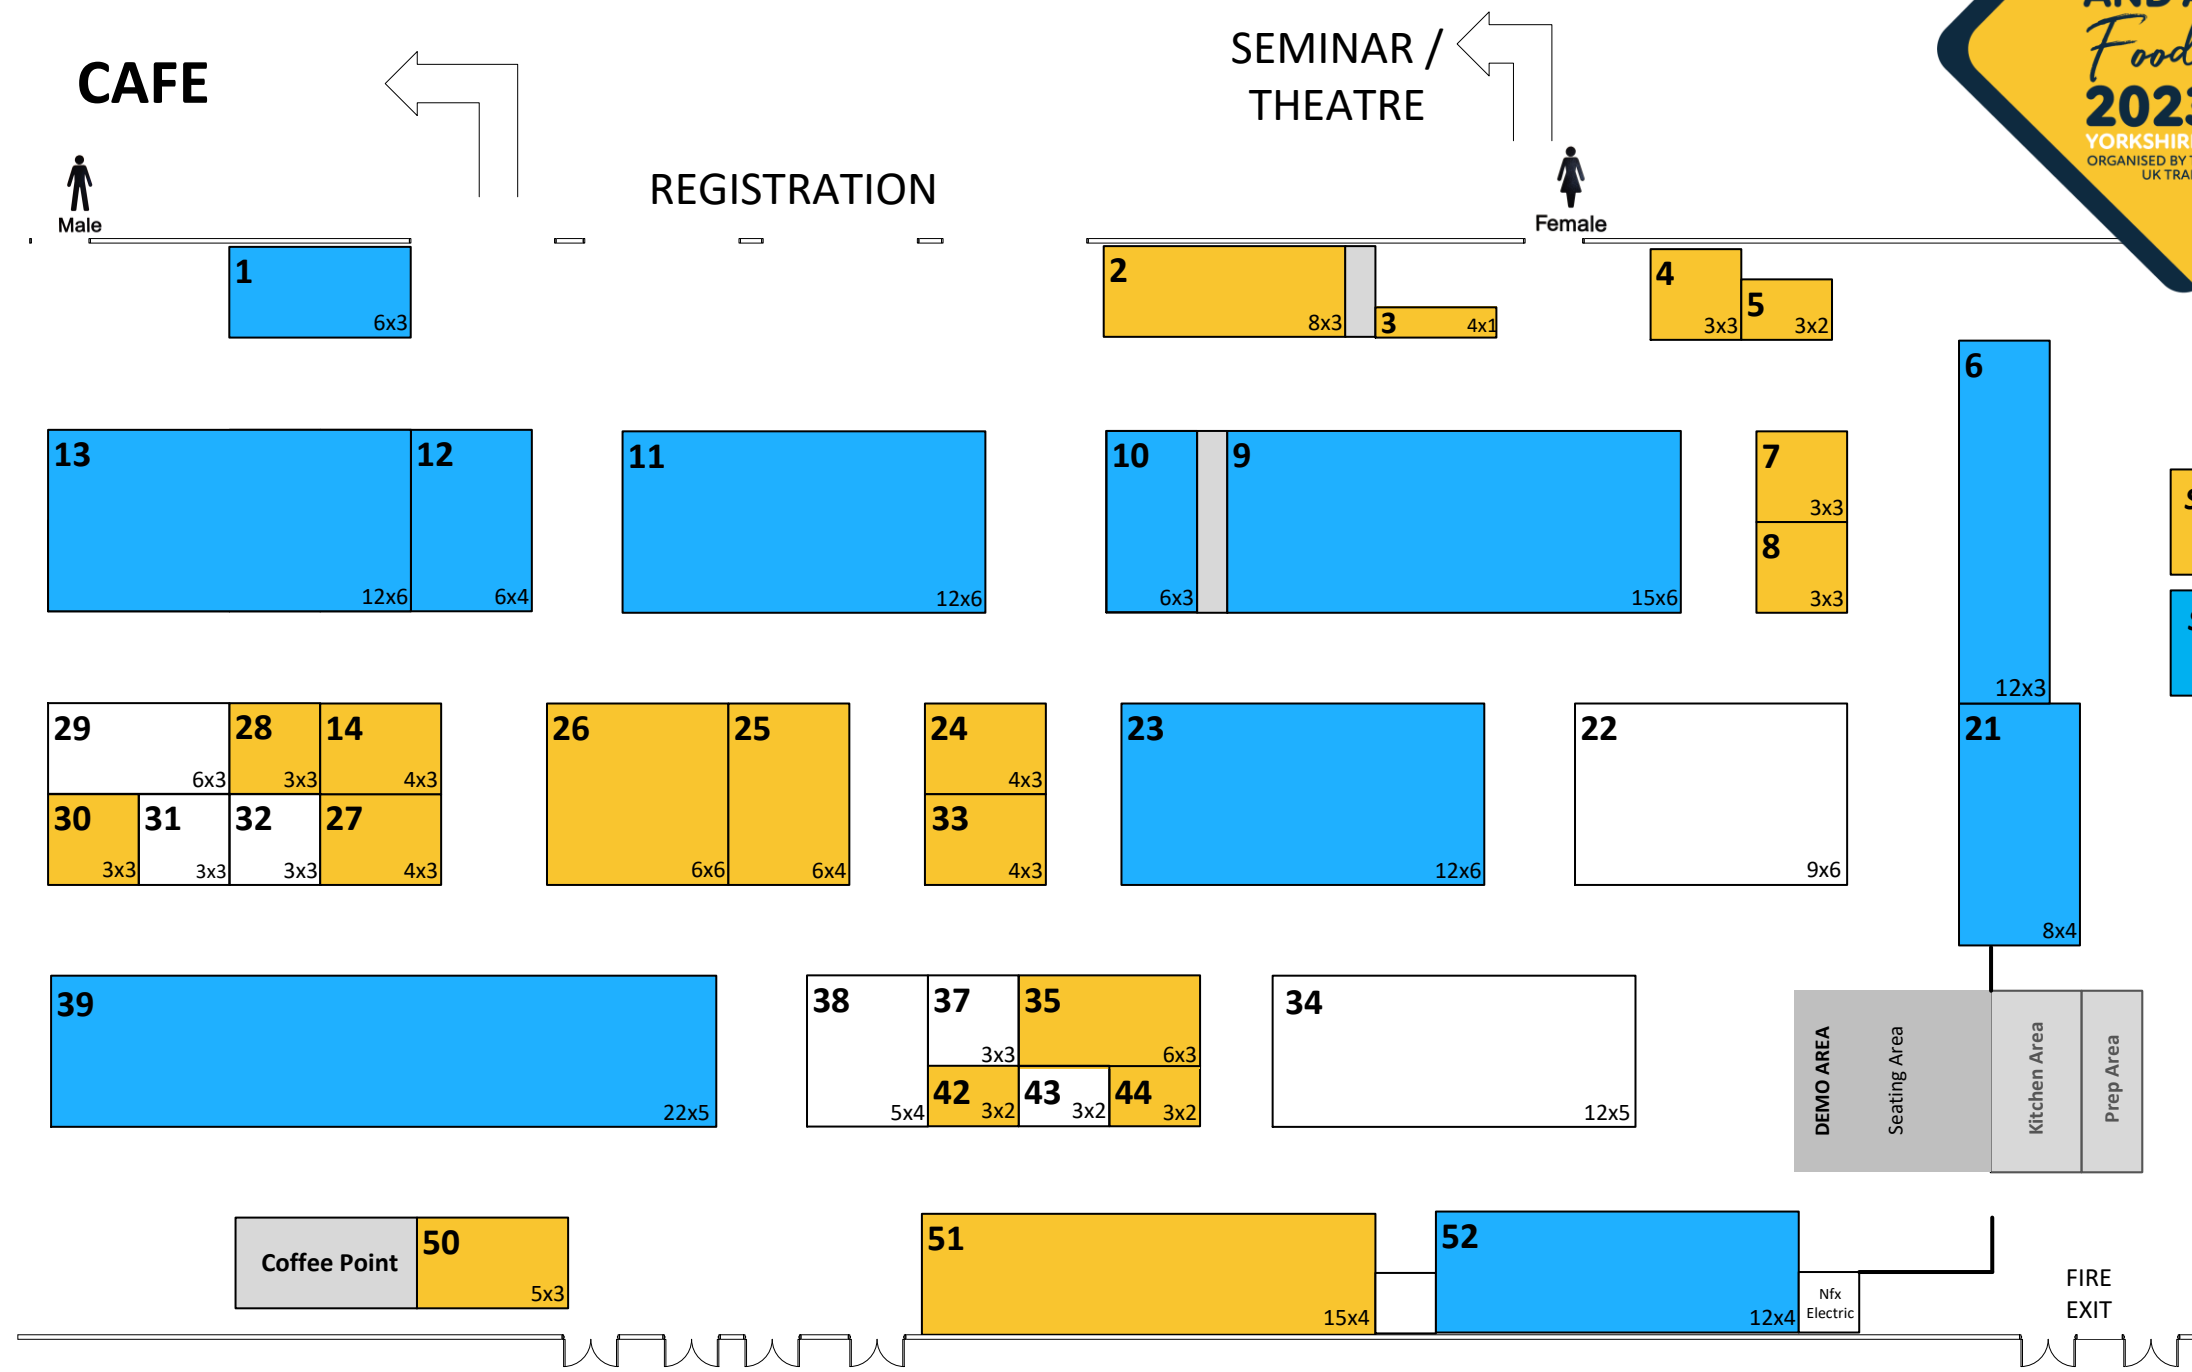 CAFE
SEMINAR /
THEATRE
Food
2023
YORKSHIRE
ORGANISED BY
Male
REGISTRATION
Female
1
6x3
2
8x3
3
4x1
4
3x3
5
3x2
6
12x3
13
12x6
12
6x4
11
12x6
10
6x3
9
15x6
7
3x3
8
3x3
29
6x3
28
3x3
14
4x3
30
3x3
31
3x3
32
3x3
27
4x3
26
6x6
25
6x4
24
4x3
33
4x3
23
12x6
22
9x6
21
8x4
39
22x5
38
5x4
37
3x3
35
6x3
42
3x2
43
3x2
44
3x2
34
12x5
DEMO AREA
Seating Area
Kitchen Area
Prep Area
Coffee Point
50
5x3
51
15x4
52
12x4
Nfx
Electric
FIRE
EXIT